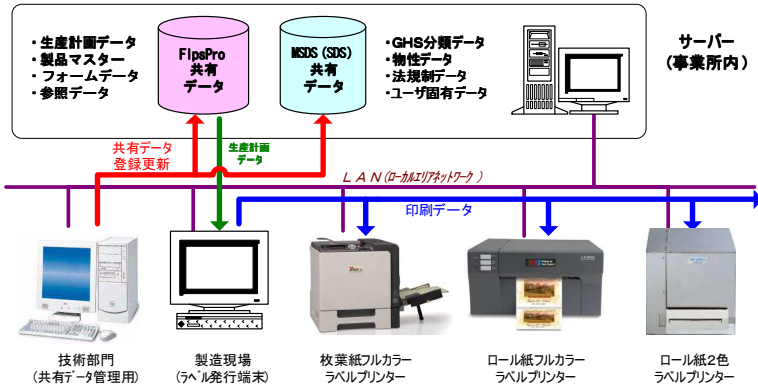 ・生産計画データ
・製品マスター
・フォームデータ
・参照データ
FlpsPro
共有
データ
MSDS(SDS)
共有
データ
・GHS分類データ
・物性データ
・法規制データ
・ユーザ固有データ
サーバー
(事業所内)
共有データ
登録更新
生産計画
データ
ＬＡＮ(ローカルエリアネットワーク)
印刷データ
技術部門
(共有データ管理用)
製造現場
(ラベル発行端末)
枚葉紙フルカラー
ラベルプリンター
ロール紙フルカラー
ラベルプリンター
ロール紙2色
ラベルプリンター